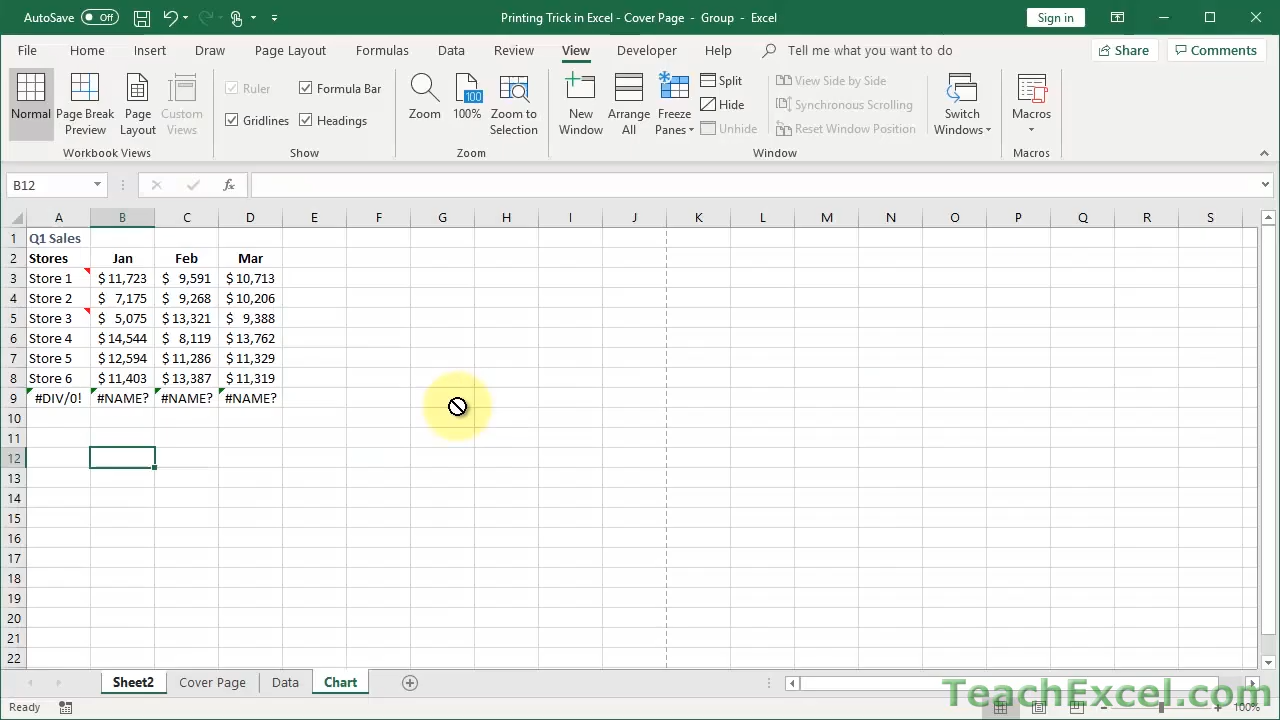 AutoSave Off Printing Trick in Excel - Cover Page - Group - Excel Sign in
File Home Insert Draw Page Layout Formulas Data Review View Developer Help Tell me what you want to do Share Comments
Normal Page Break Preview Page Layout Custom Views
Workbook Views
Ruler Formula Bar
Gridlines Headings
Show
Zoom 100% Zoom to Selection
Zoom
New Window Arrange All Freeze Panes
Split View Side by Side
Hide Synchronous Scrolling
Unhide Reset Window Position
Switch Windows
Window
Macros
Macros
B12 fx
A B C D E F G H I J K L M N O P Q R S
1 Q1 Sales
2 Stores Jan Feb Mar
3 Store 1 $ 11,723 $ 9,591 $ 10,713
4 Store 2 $ 7,175 $ 9,268 $ 10,206
5 Store 3 $ 5,075 $ 13,321 $ 9,388
6 Store 4 $ 14,544 $ 8,119 $ 13,762
7 Store 5 $ 12,594 $ 11,286 $ 11,329
8 Store 6 $ 11,403 $ 13,387 $ 11,319
9 #DIV/0! #NAME? #NAME? #NAME?
10
11
12
13
14
15
16
17
18
19
20
21
22
Sheet2 Cover Page Data Chart
TeachExcel.com
Ready 100%